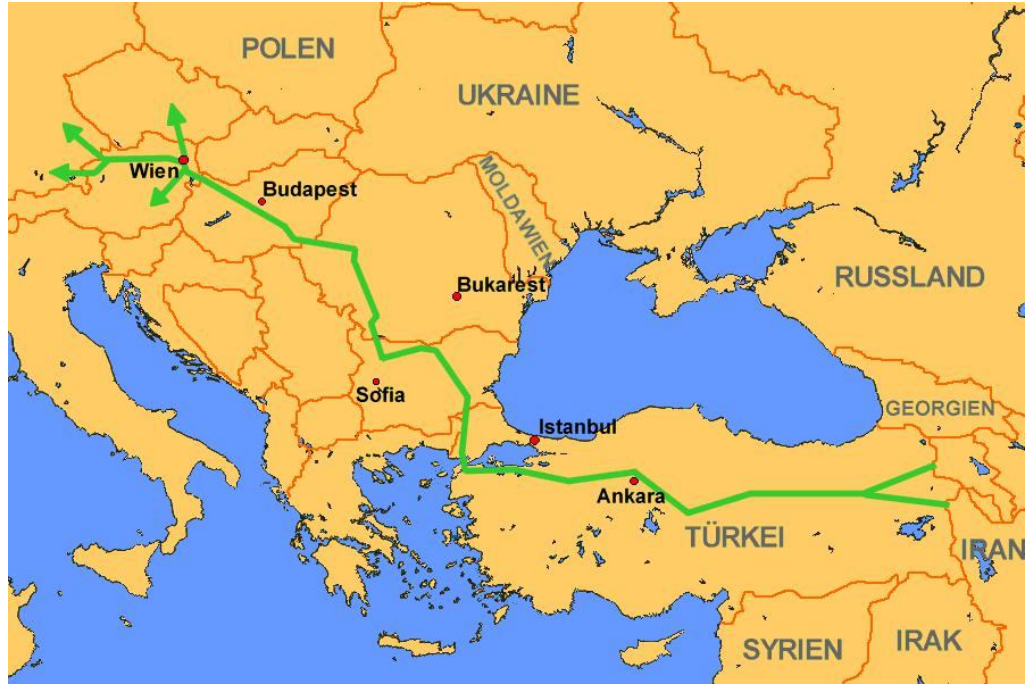 POLEN
UKRAINE
Wien
Budapest
MOLDAWIEN
Bukarest
RUSSLAND
Sofia
GEORGIEN
Istanbul
Ankara
TÜRKEI
IRAN
SYRIEN
IRAK